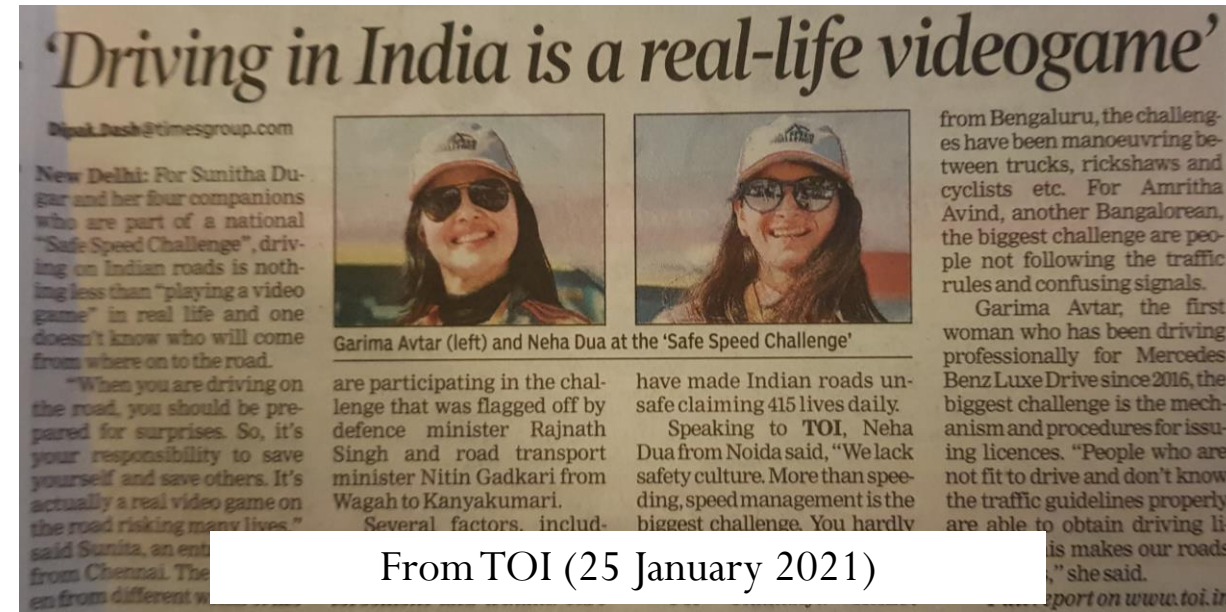 'Driving in India is a real-life videogame'
Dipak.Dash@timesgroup.com
New Delhi: For Sunitha Du-
gar and her four companions
who are part of a national
"Safe Speed Challenge", driv-
ing on Indian roads is noth-
ing less than "playing a video
game" in real life and one
doesn't know who will come
from where on to the road.
"When you are driving on
the road, you should be pre-
pared for surprises. So, it's
your responsibility to save
yourself and save others. It's
actually a real video game on
the road risking many lives,"
said Sunita, an
from Chennai. The
en from different
Garima Avtar (left) and Neha Dua at the 'Safe Speed Challenge'
are participating in the chal-
lenge that was flagged off by
defence minister Rajnath
Singh and road transport
minister Nitin Gadkari from
Wagah to Kanyakumari.
Several factors, includ-
have made Indian roads un-
safe claiming 415 lives daily.
Speaking to TOI, Neha
Dua from Noida said, "We lack
safety culture. More than spee-
ding, speed management is the
biggest challenge. You hardly
from Bengaluru, the challeng-
es have been manoeuvring be-
tween trucks, rickshaws and
cyclists etc. For Amritha
Avind, another Bangalorean,
the biggest challenge are peo-
ple not following the traffic
rules and confusing signals.
Garima Avtar, the first
woman who has been driving
professionally for Mercedes
Benz Luxe Drive since 2016, the
biggest challenge is the mech-
anism and procedures for issu-
ing licences. "People who are
not fit to drive and don't know
the traffic guidelines properly
are able to obtain driving li-
is makes our roads
," she said.
report on www.toi.in
From TOI (25 January 2021)